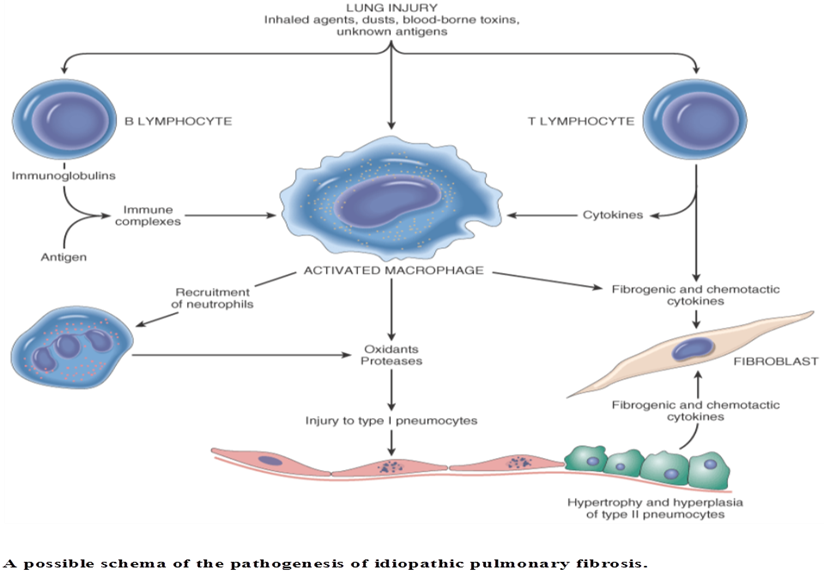 LUNG INJURY
Inhaled agents, dusts, blood-borne toxins,
unknown antigens
B LYMPHOCYTE
T LYMPHOCYTE
Immunoglobulins
Immune
complexes
Cytokines
Antigen
ACTIVATED MACROPHAGE
Recruitment
of neutrophils
Fibrogenic and chemotactic
cytokines
Oxidants
Proteases
FIBROBLAST
Fibrogenic and chemotactic
cytokines
Injury to type I pneumocytes
Hypertrophy and hyperplasia
of type II pneumocytes
A possible schema of the pathogenesis of idiopathic pulmonary fibrosis.